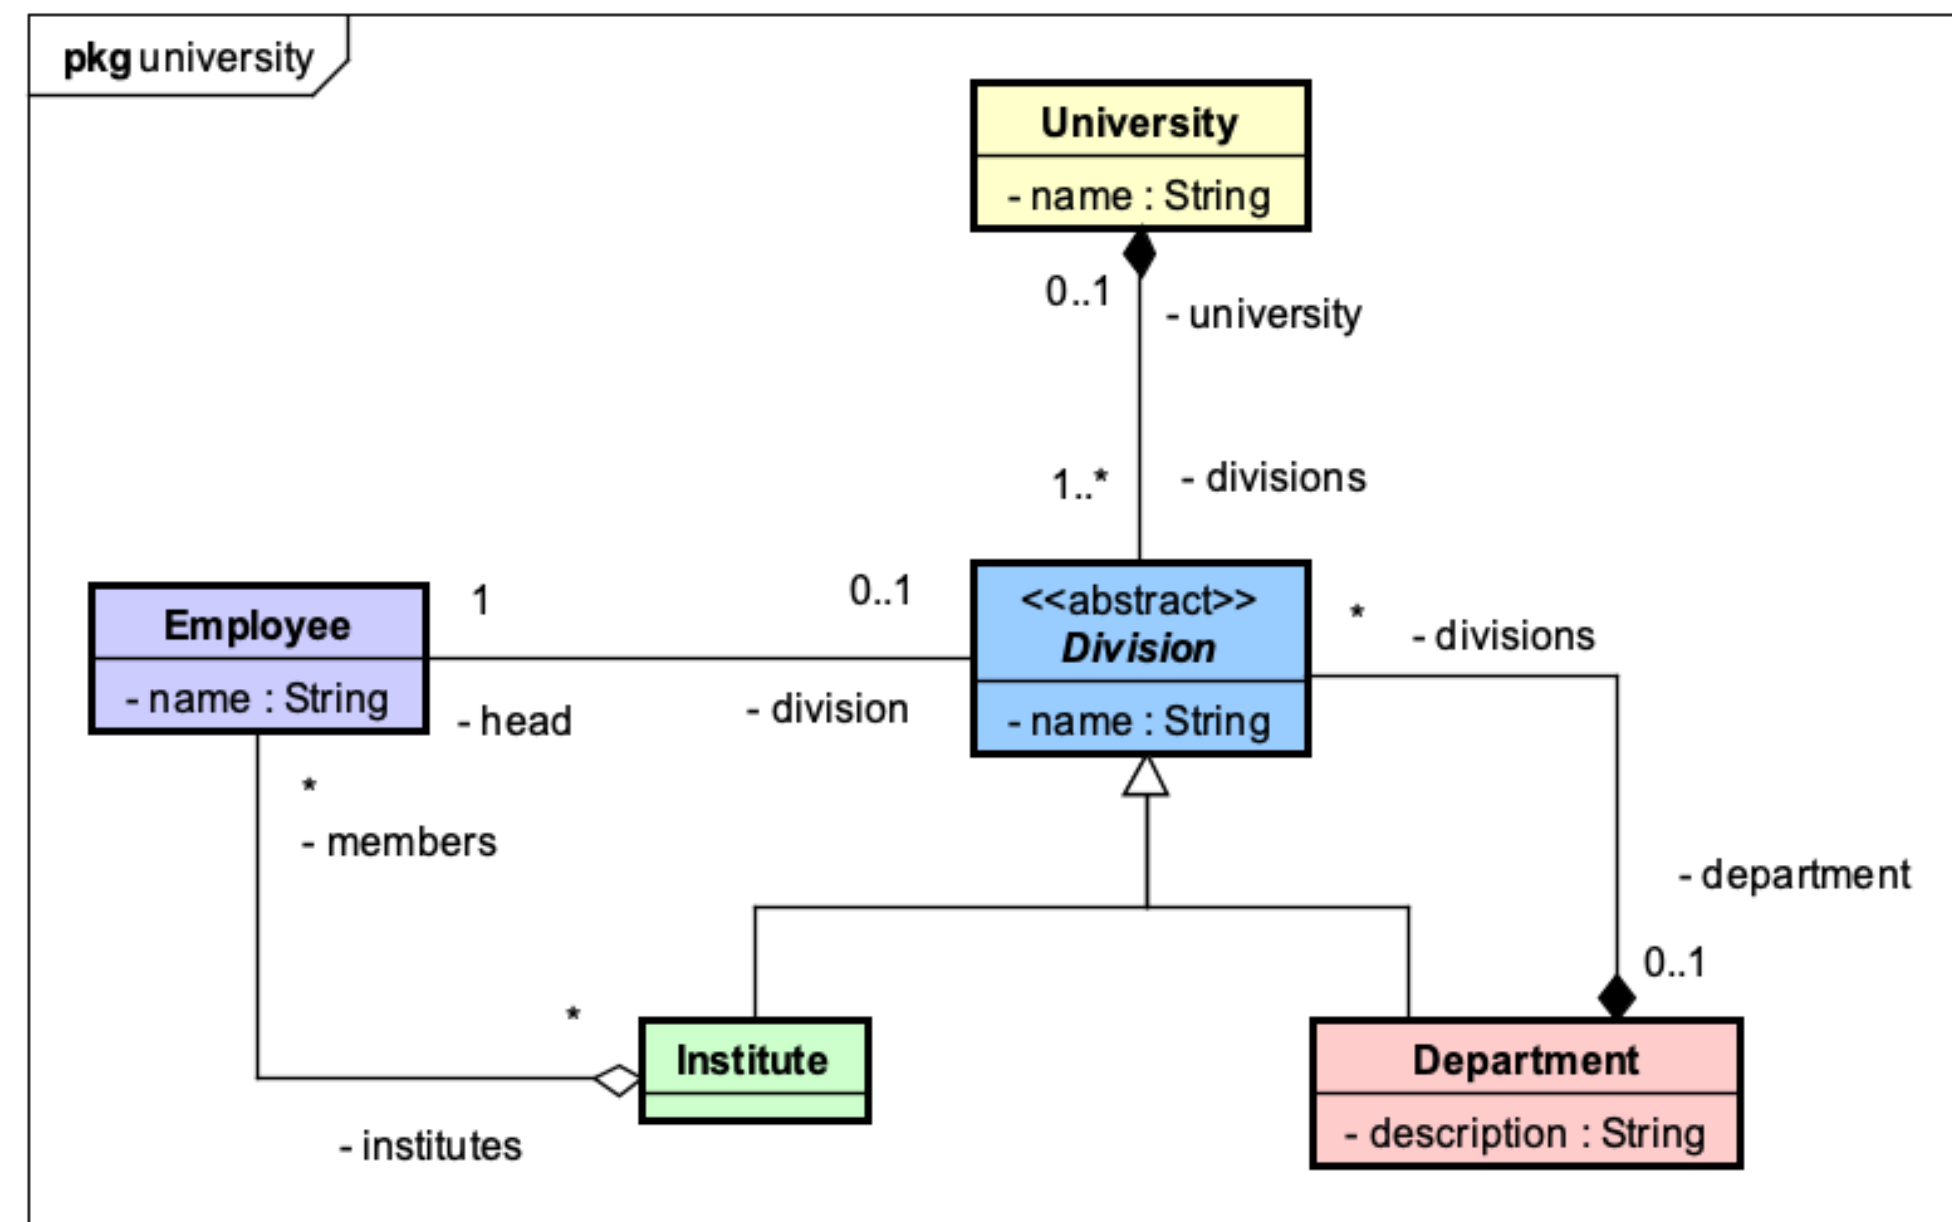 pkg university
University
- name : String
0..1
- university
1..*
- divisions
Employee
- name : String
1
- head
0..1
- division
<<abstract>>
Division
- name : String
*
- divisions
*
- members
- department
0..1
*
- institutes
Institute
Department
- description : String